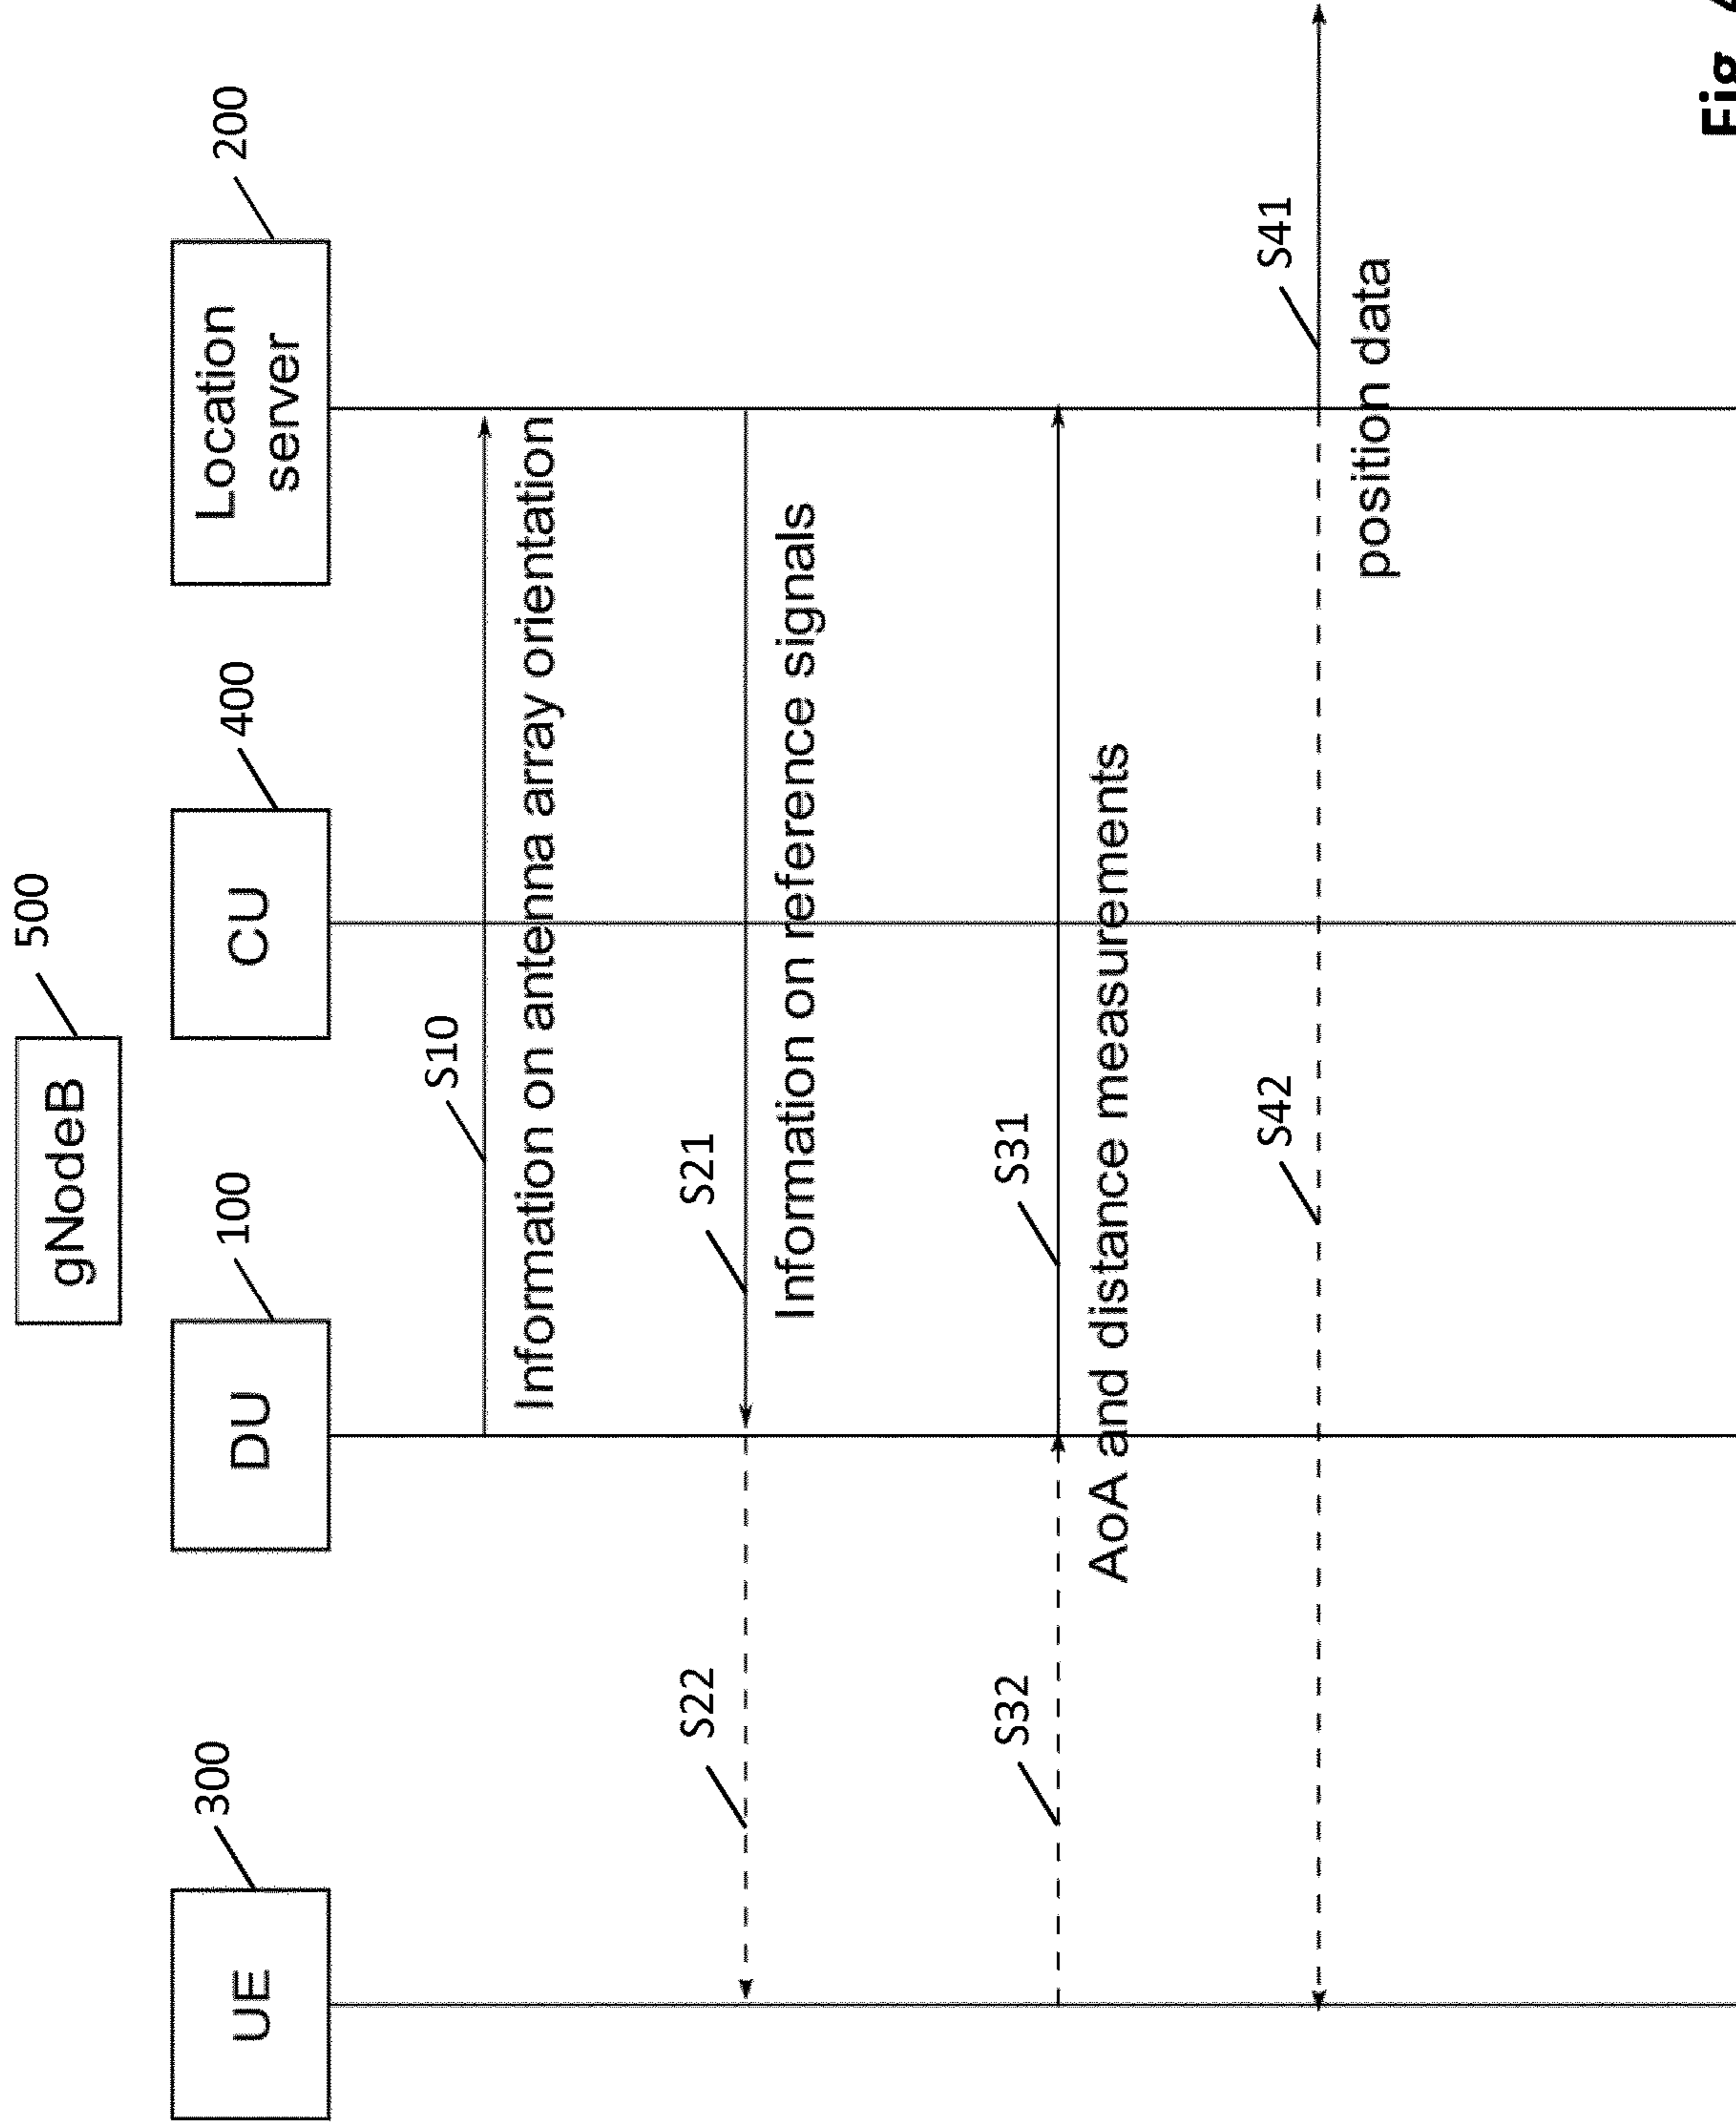 gNodeB
500
UE
300
DU
100
CU
400
Location
server
200
S10
Information on antenna array orientation
S22
S21
Information on reference signals
S32
S31
AoA and distance measurements
S42
S41
position data
Fig.